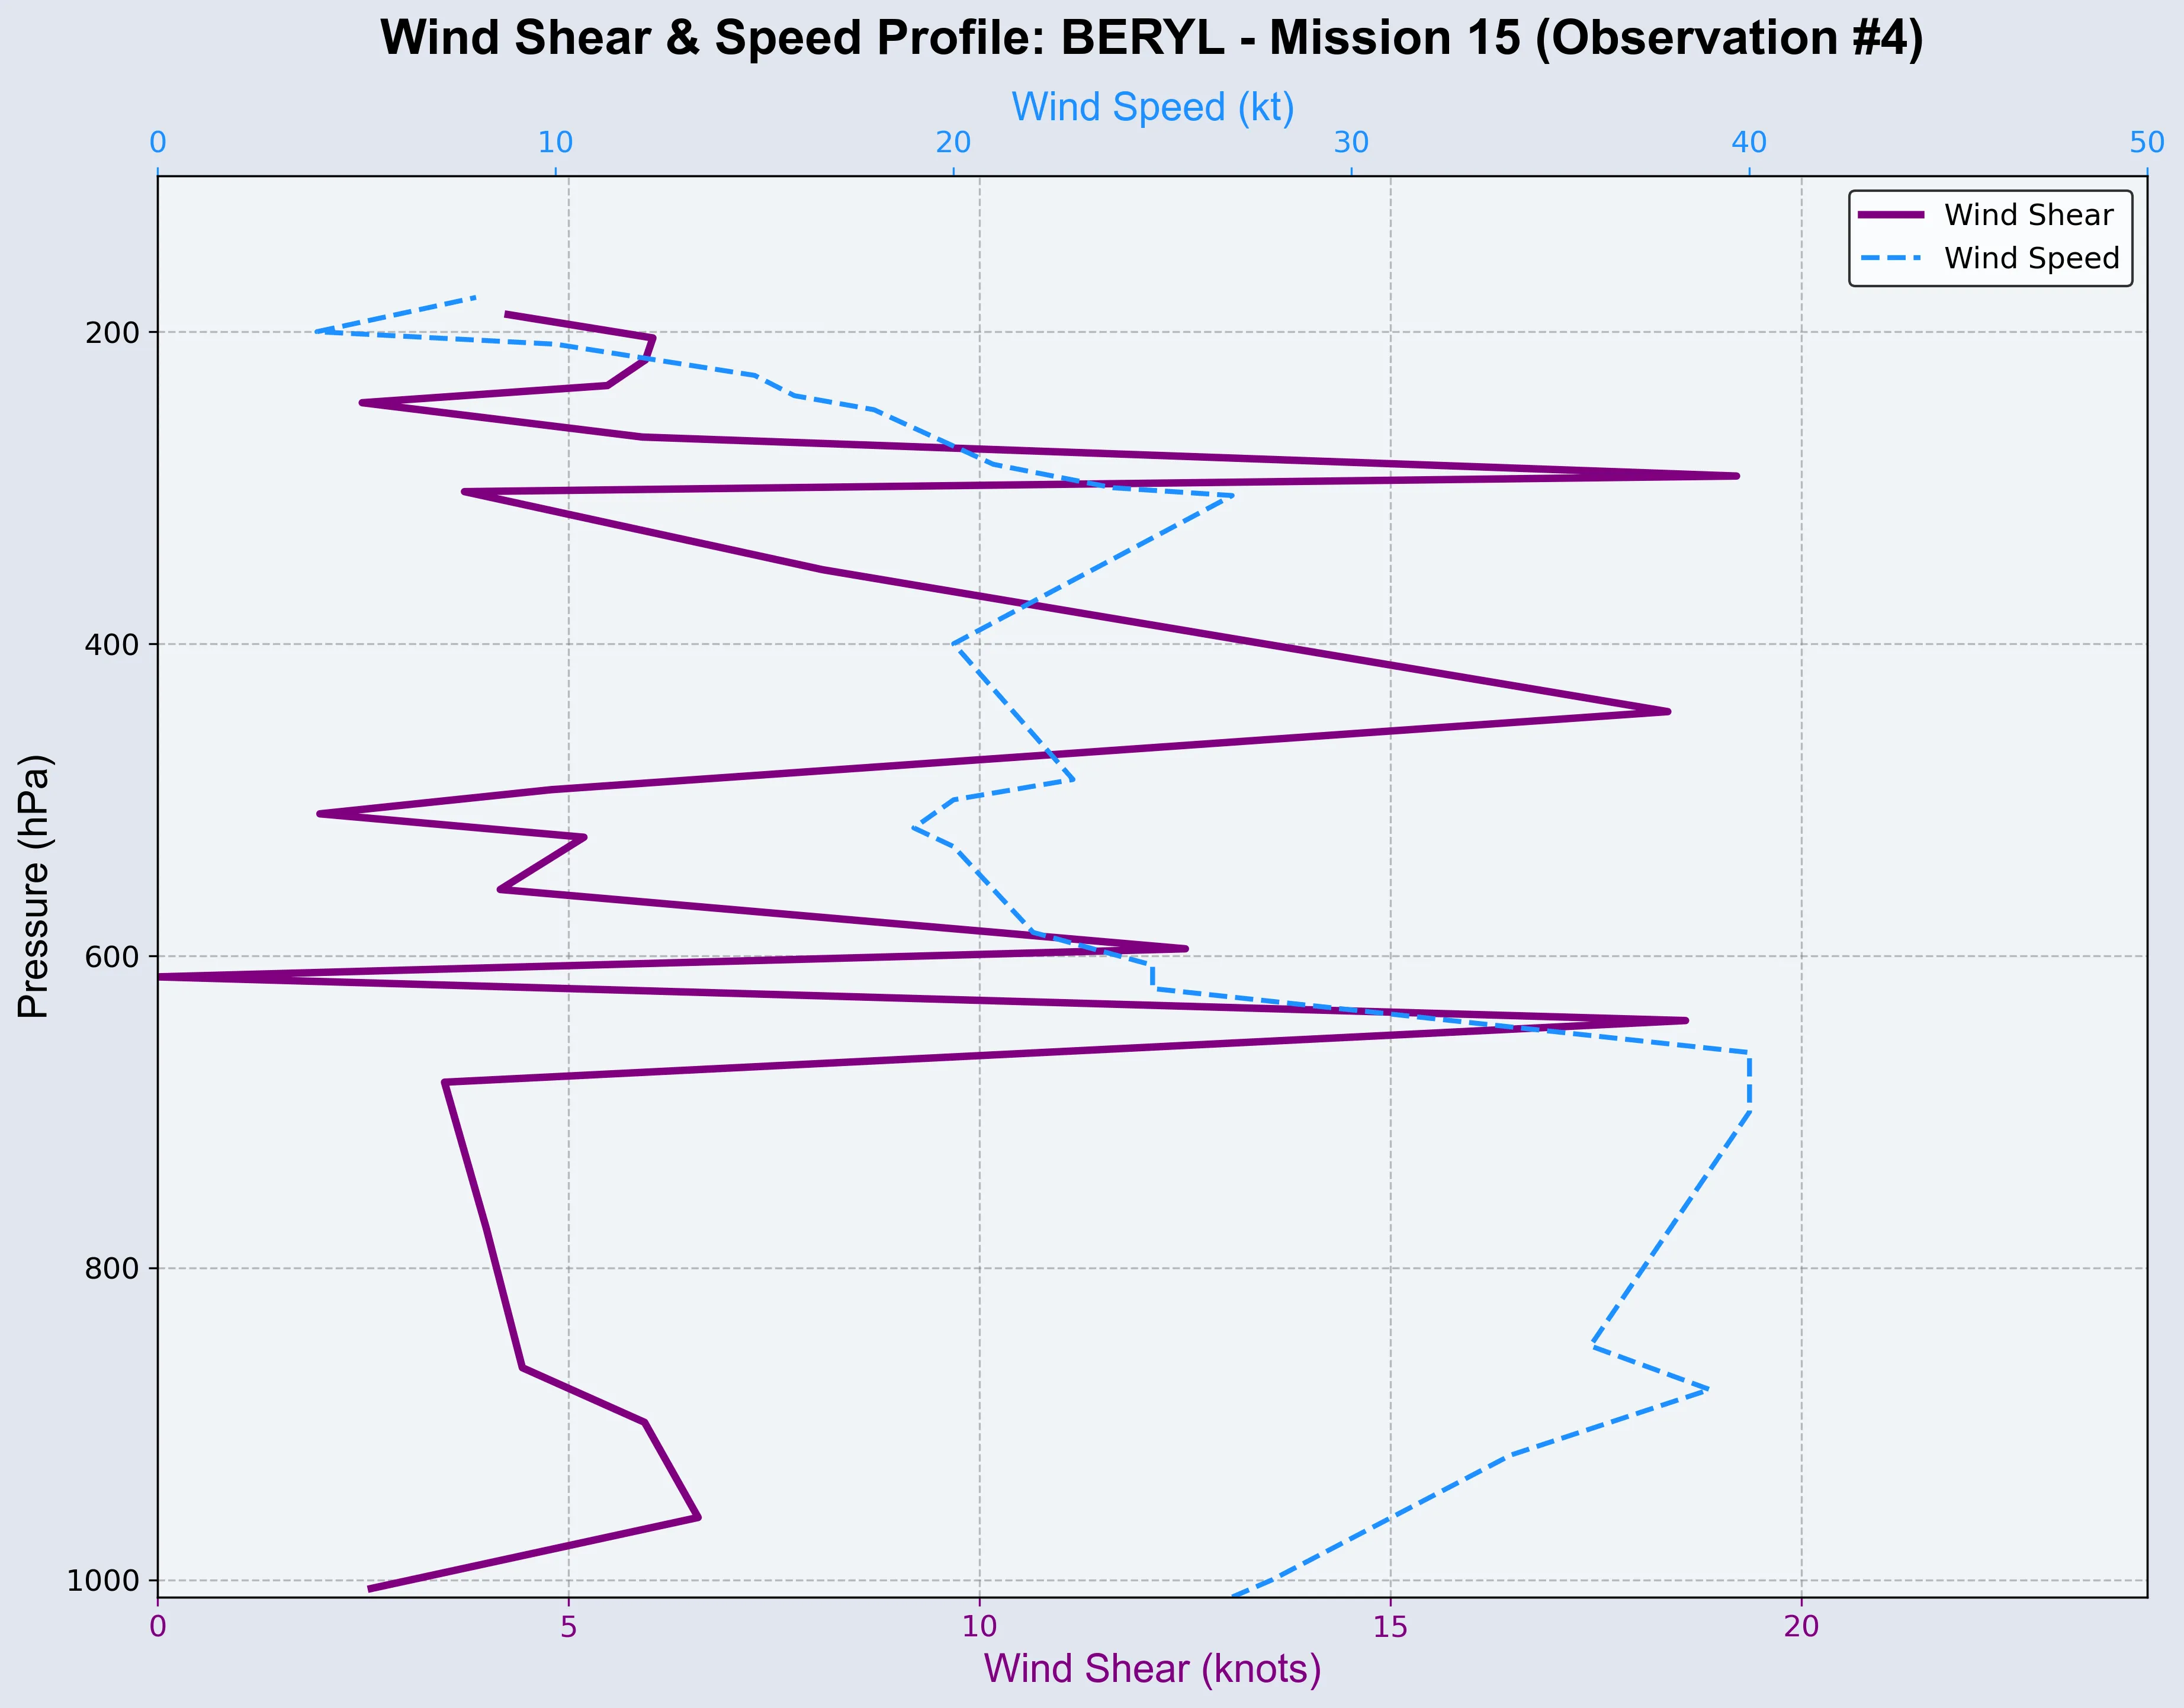 Wind Shear & Speed Profile: BERYL - Mission 15 (Observation #4)
Wind Speed (kt)
0 10 20 30 40 50
Wind Shear
Wind Speed
200
400
600
800
1000
Pressure (hPa)
0 5 10 15 20
Wind Shear (knots)